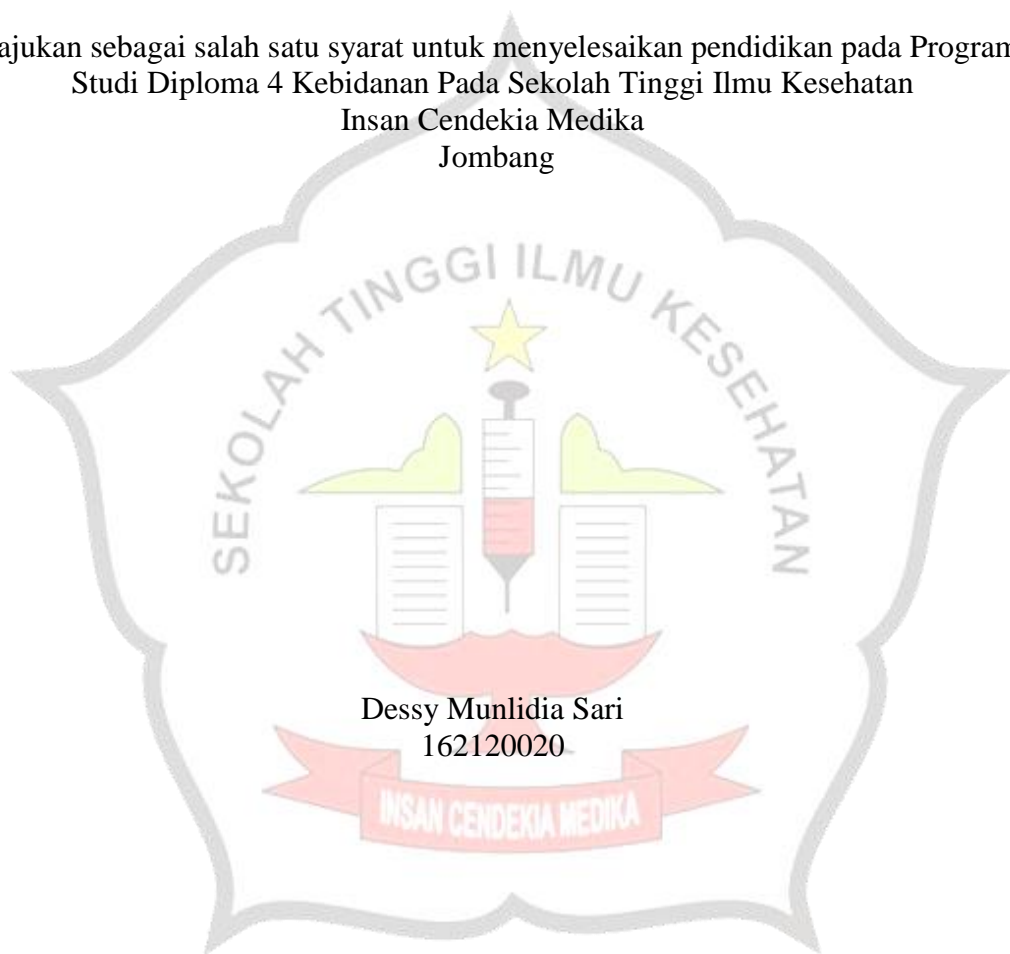 ajukan sebagai salah satu syarat untuk menyelesaikan pendidikan pada Program
Studi Diploma 4 Kebidanan Pada Sekolah Tinggi Ilmu Kesehatan
Insan Cendekia Medika
Jombang
SEKOLAH TINGGI ILMU KESEHATAN
Dessy Munlidia Sari
162120020
INSAN CENDEKIA MEDIKA